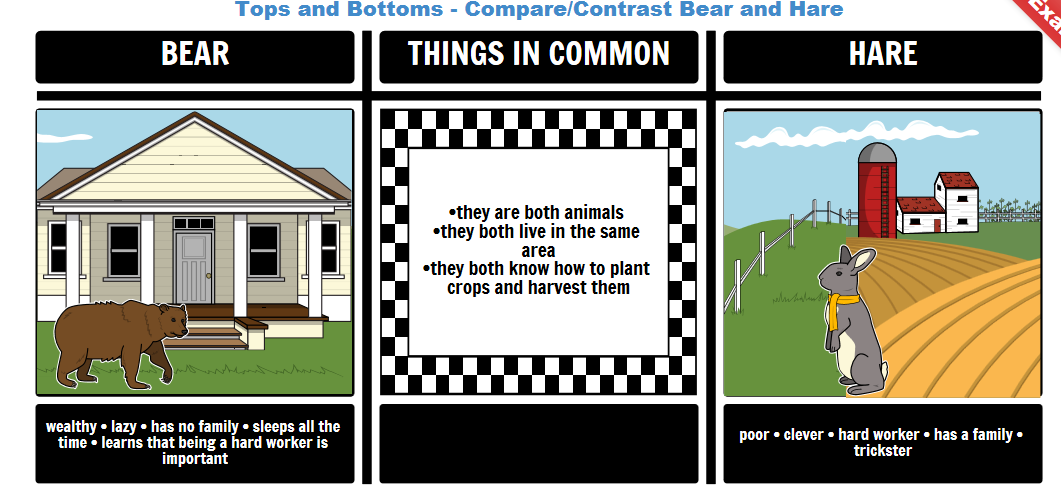 Tops and Bottoms - Compare/Contrast Bear and Hare
BEAR
THINGS IN COMMON
HARE
•they are both animals
•they both live in the same
area
•they both know how to plant
crops and harvest them
wealthy • lazy • has no family • sleeps all the
time • learns that being a hard worker is
important
poor • clever • hard worker • has a family •
trickster